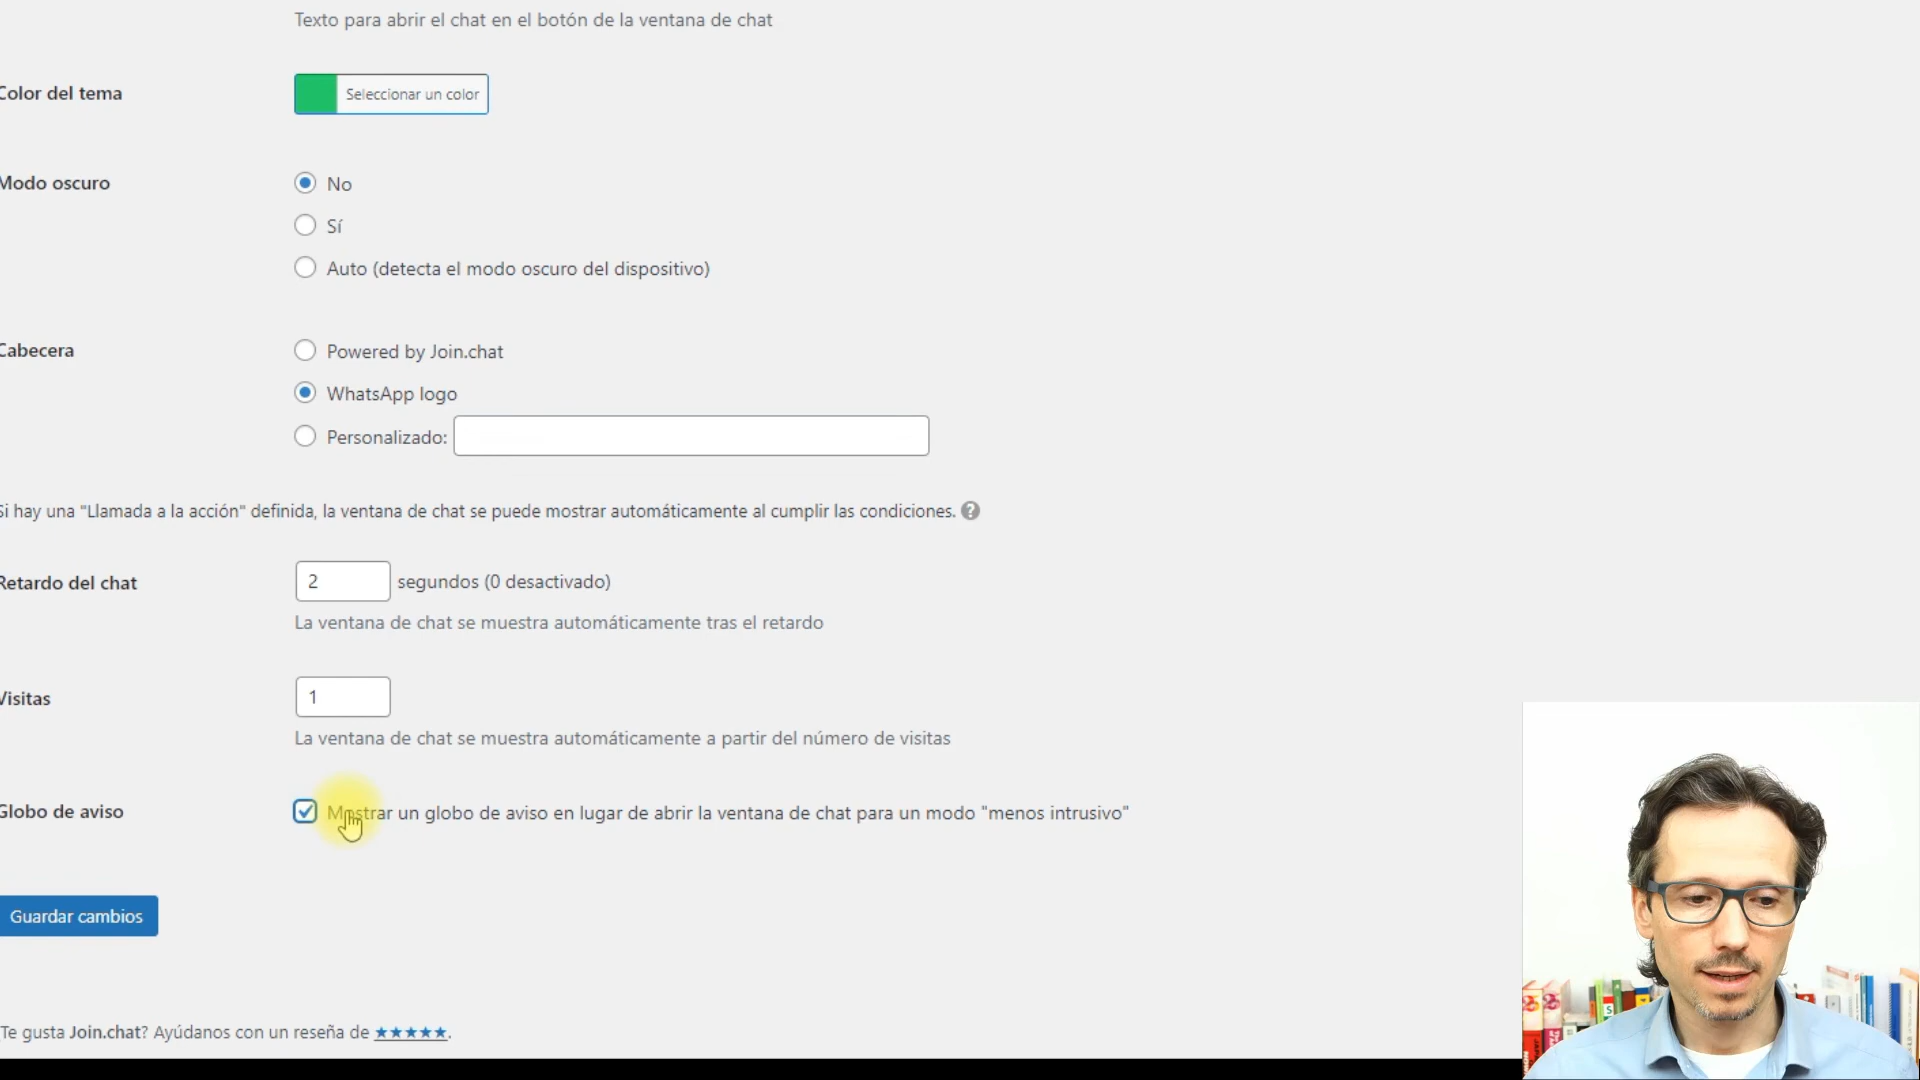 Texto para abrir el chat en el botón de la ventana de chat
Color del tema
Seleccionar un color
Modo oscuro
No
Sí
Auto (detecta el modo oscuro del dispositivo)
Cabecera
Powered by Join.chat
WhatsApp logo
Personalizado:
Si hay una "Llamada a la acción" definida, la ventana de chat se puede mostrar automáticamente al cumplir las condiciones. ?
Retardo del chat
2 segundos (0 desactivado)
La ventana de chat se muestra automáticamente tras el retardo
Visitas
1
La ventana de chat se muestra automáticamente a partir del número de visitas
Globo de aviso
Mostrar un globo de aviso en lugar de abrir la ventana de chat para un modo "menos intrusivo"
Guardar cambios
Te gusta Join.chat? Ayúdanos con un reseña de ★★★★★.